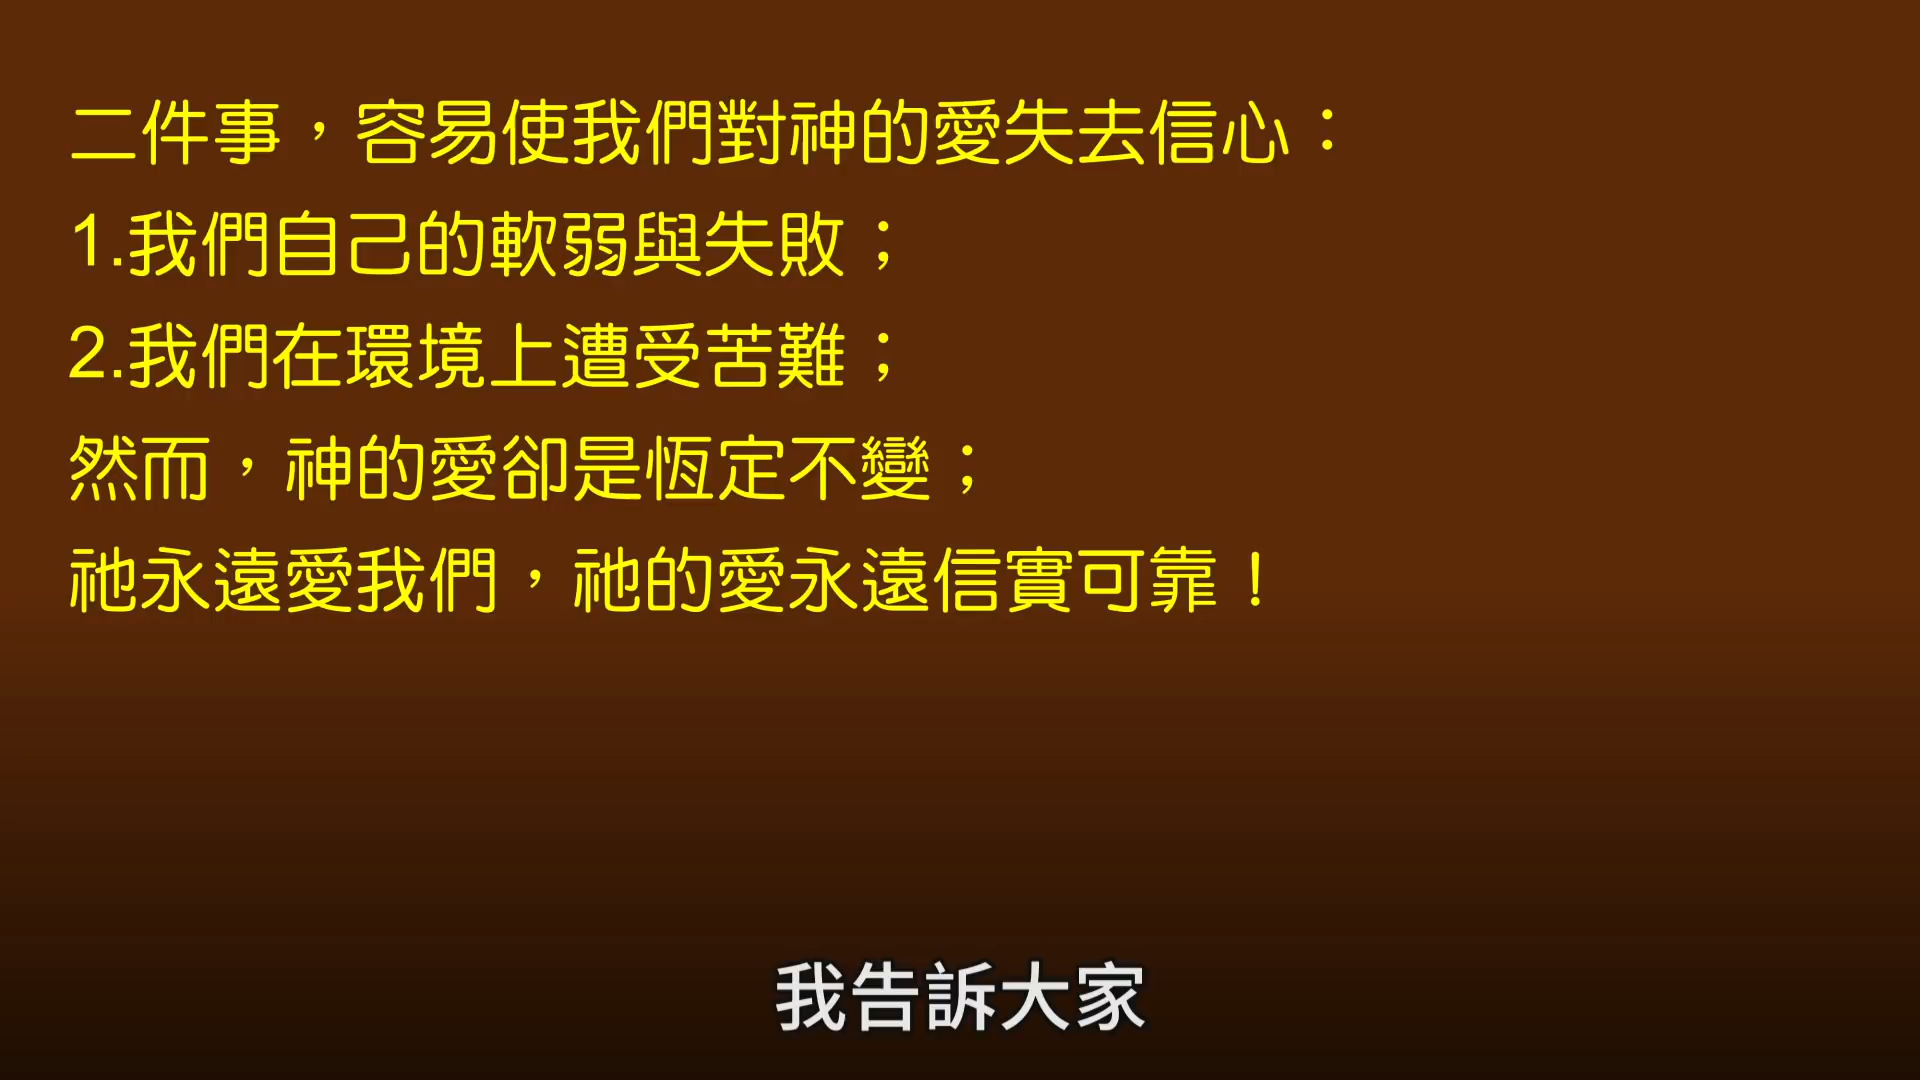 二件事，容易使我們對神的愛失去信心：
1.我們自己的軟弱與失敗；
2.我們在環境上遭受苦難；
然而，神的愛卻是恆定不變；
祂永遠愛我們，祂的愛永遠信實可靠！
我告訴大家